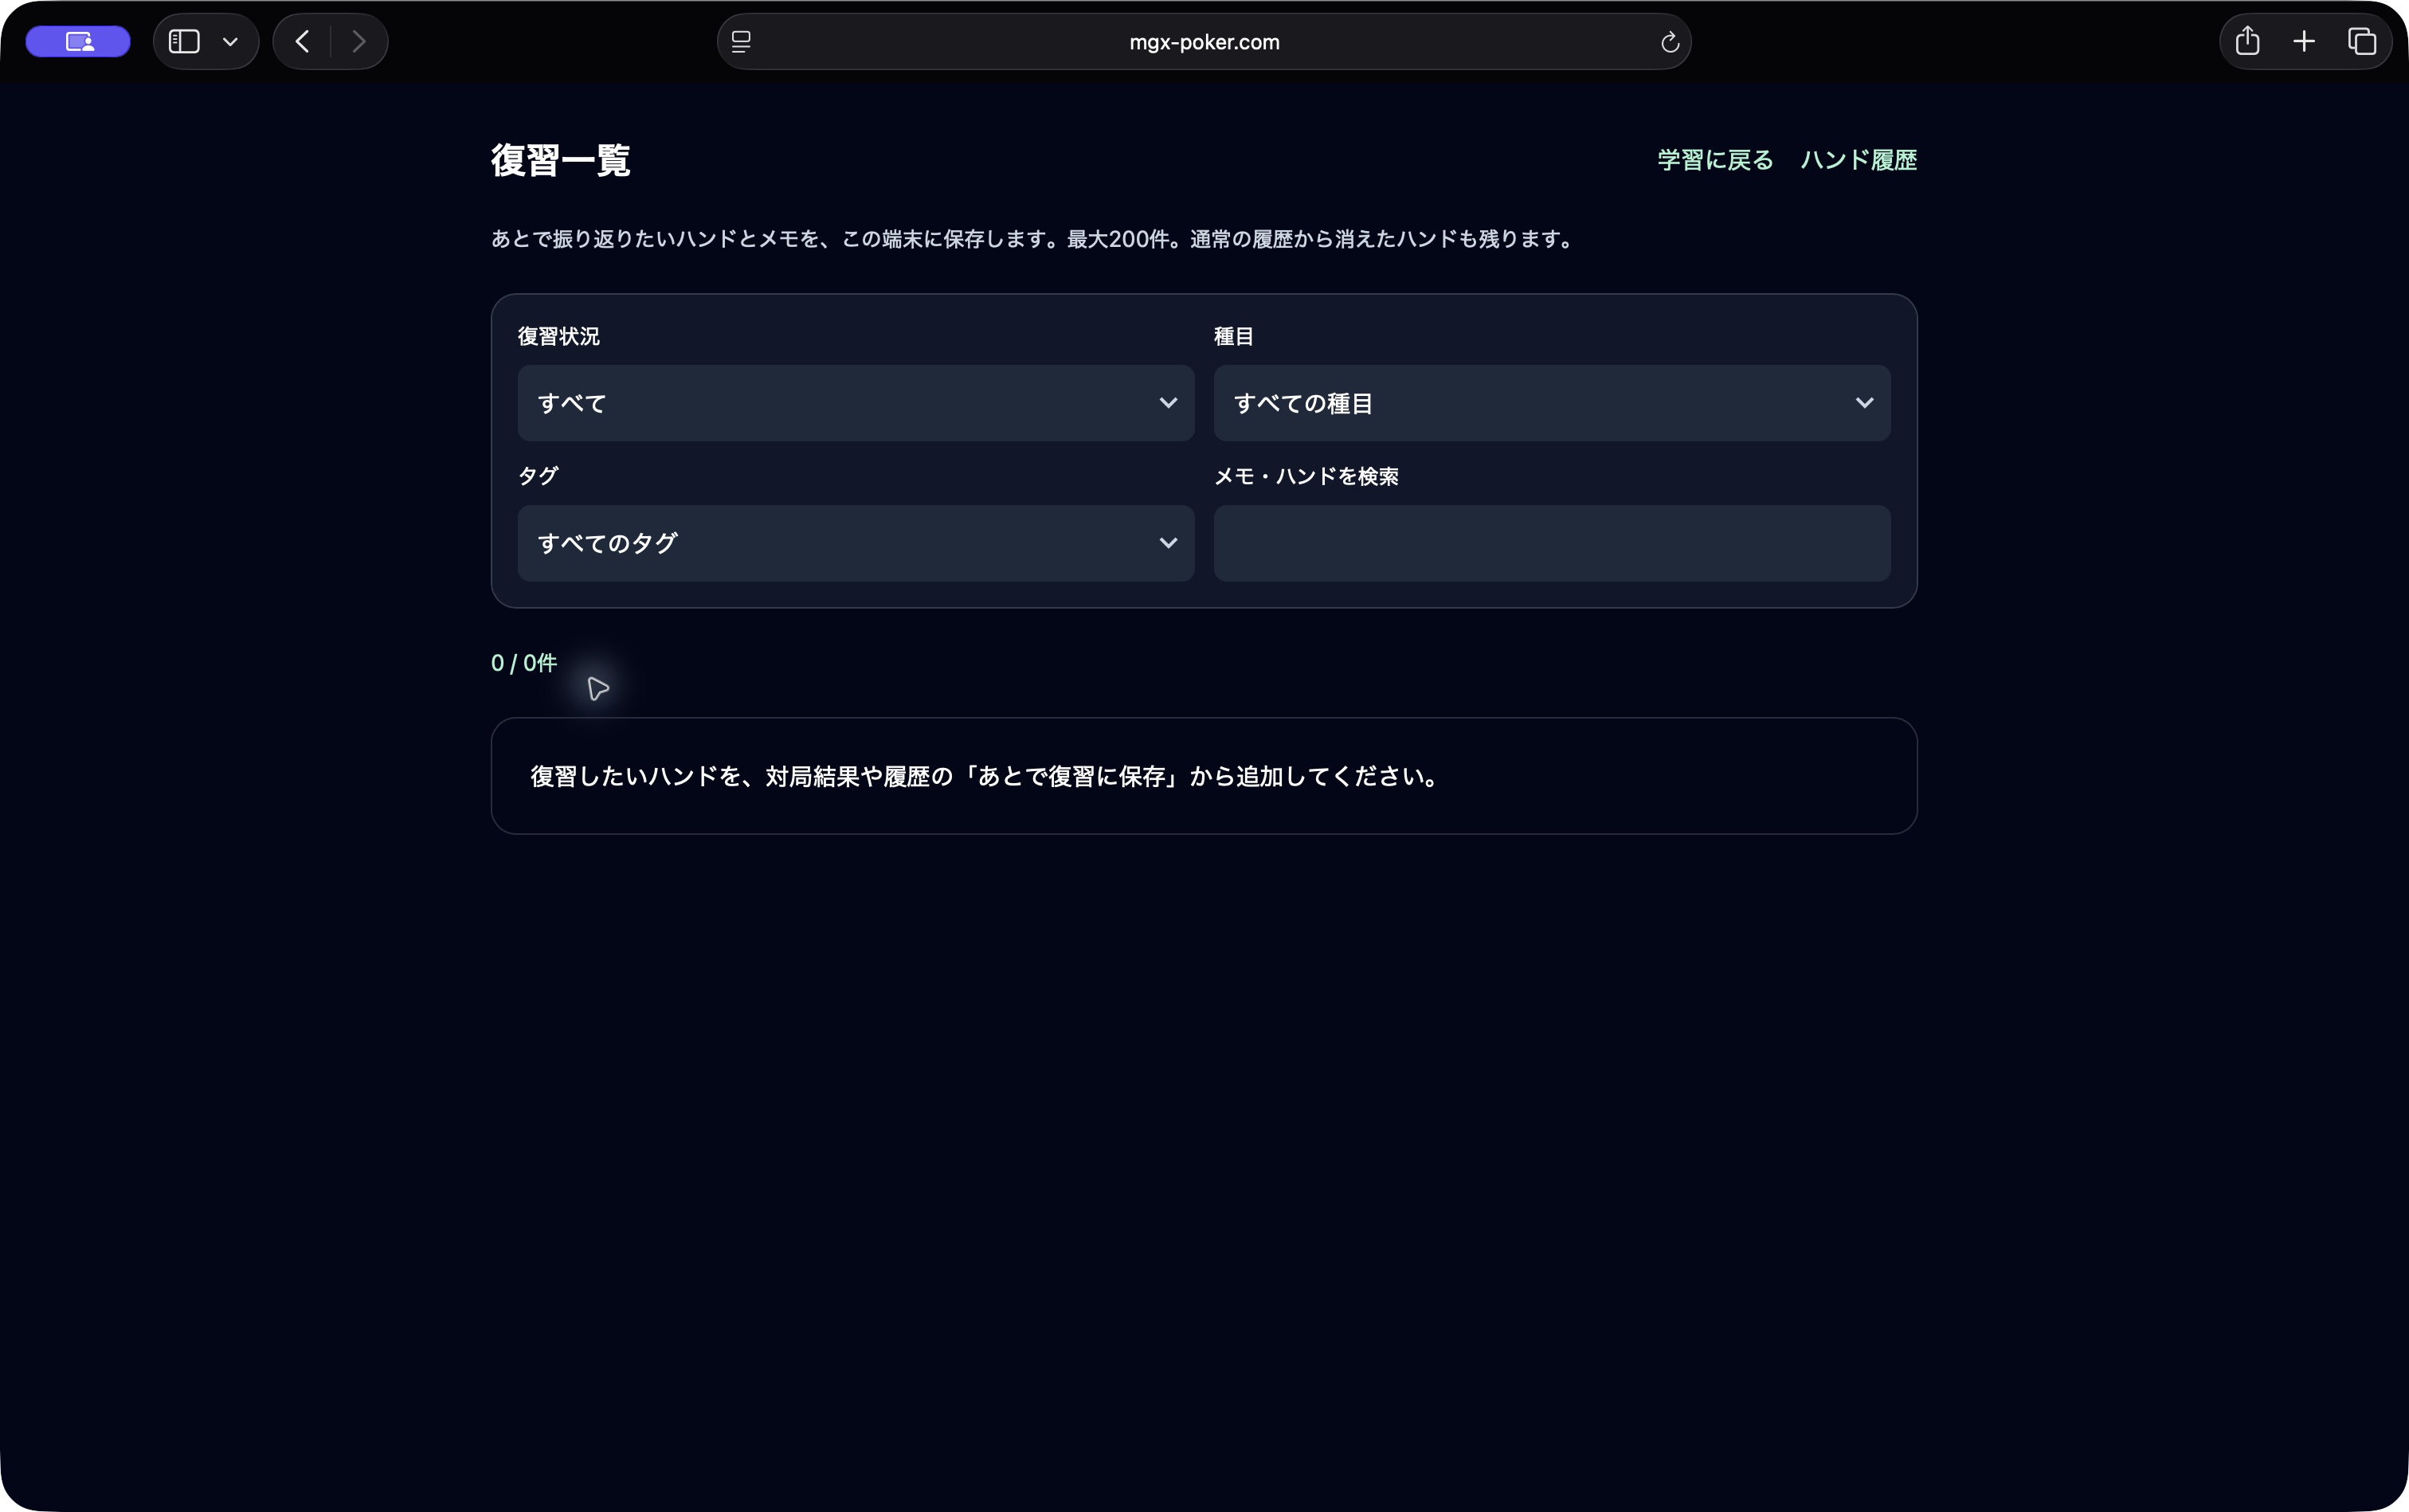 mgx-poker.com
復習一覧
学習に戻る ハンド履歴
あとで振り返りたいハンドとメモを、この端末に保存します。最大200件。通常の履歴から消えたハンドも残ります。
復習状況
種目
すべて
すべての種目
タグ
メモ・ハンドを検索
すべてのタグ
0 / 0件
復習したいハンドを、対局結果や履歴の「あとで復習に保存」から追加してください。